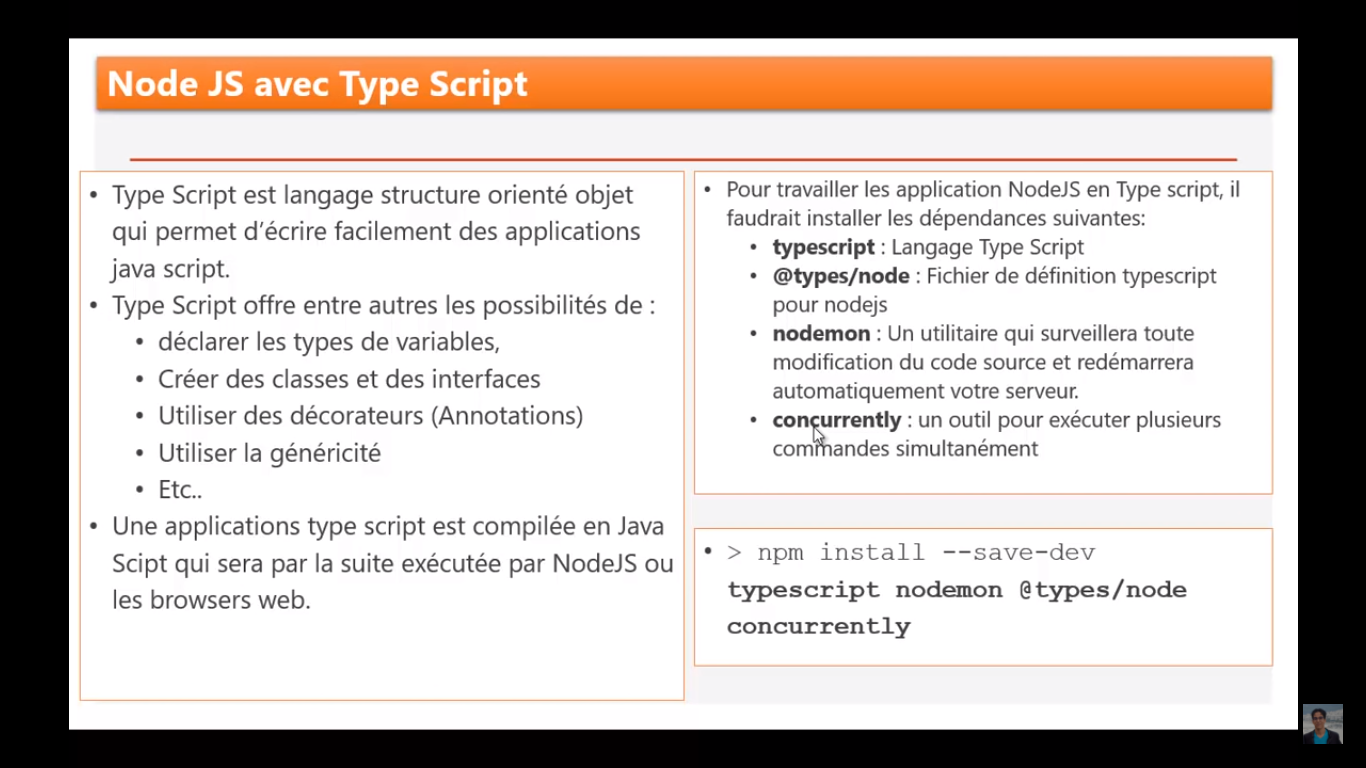 Node JS avec Type Script
• Type Script est langage structure orienté objet
qui permet d’écrire facilement des applications
java script.
• Type Script offre entre autres les possibilités de :
• déclarer les types de variables,
• Créer des classes et des interfaces
• Utiliser des décorateurs (Annotations)
• Utiliser la généricité
• Etc..
• Une applications type script est compilée en Java
Scipt qui sera par la suite exécutée par NodeJS ou
les browsers web.
• Pour travailler les application NodeJS en Type script, il
faudrait installer les dépendances suivantes:
• typescript : Langage Type Script
• @types/node : Fichier de définition typescript
pour nodejs
• nodemon : Un utilitaire qui surveillera toute
modification du code source et redémarrera
automatiquement votre serveur.
• concurrently : un outil pour exécuter plusieurs
commandes simultanément
• > npm install --save-dev
typescript nodemon @types/node
concurrently